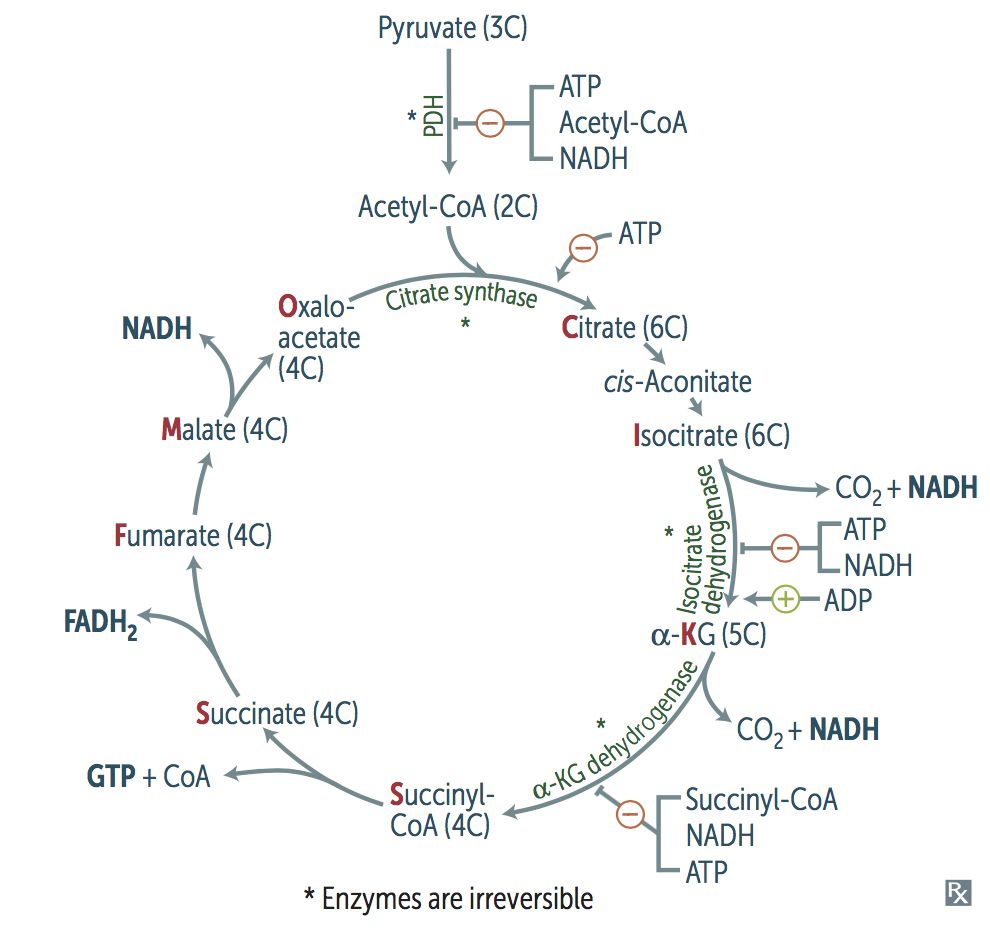 Pyruvate (3C)
* PDH
−
ATP
Acetyl-CoA
NADH
Acetyl-CoA (2C)
− ATP
Citrate synthase
*
Oxalo-
acetate
(4C)
NADH
Citrate (6C)
cis-Aconitate
Isocitrate (6C)
Malate (4C)
CO2 + NADH
* Isocitrate
dehydrogenase
−
ATP
NADH
+ ADP
Fumarate (4C)
FADH2
α-KG (5C)
CO2 + NADH
* α-KG dehydrogenase
Succinate (4C)
GTP + CoA
Succinyl-
CoA (4C)
−
Succinyl-CoA
NADH
ATP
* Enzymes are irreversible
Rx